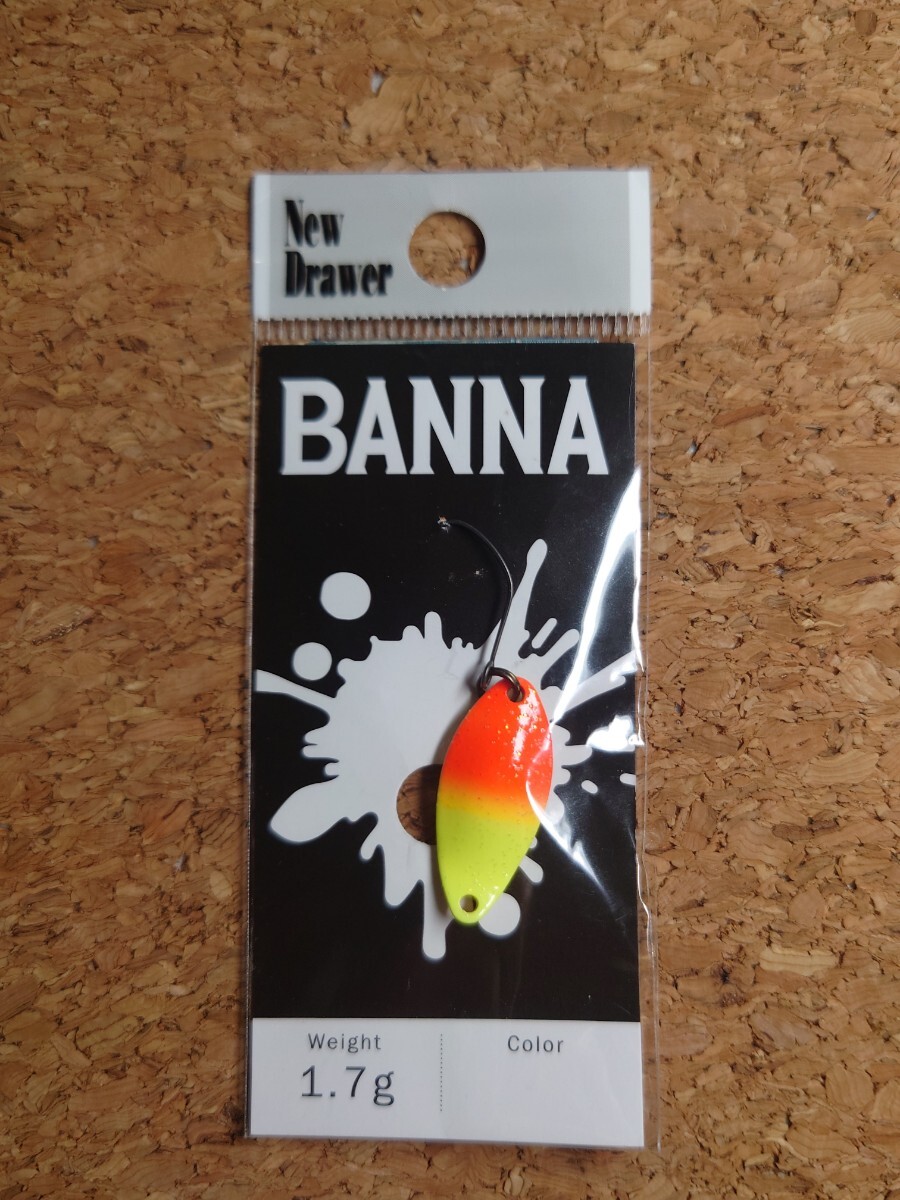 New
Drawer
BANNA
Weight
Color
1.7g